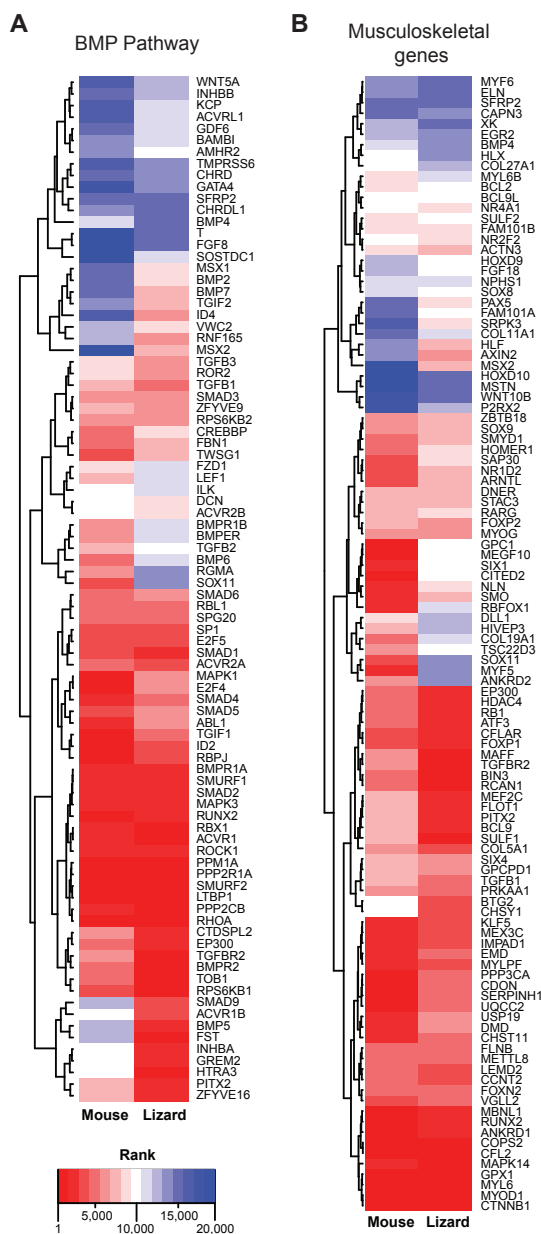 A
BMP Pathway
WNT5A
INHBB
KCP
ACVRL1
GDF6
BAMBI
AMHR2
TMPRSS6
CHRD
GATA4
SFRP2
CHRDL1
BMP4
T
FGF8
SOSTDC1
MSX1
BMP2
BMP7
TGIF2
ID4
VWC2
RNF165
MSX2
TGFB3
ROR2
TGFB1
SMAD3
ZFYVE9
RPS6KB2
CREBBP
FBN1
TWSG1
FZD1
LEF1
ILK
DCN
ACVR2B
BMPR1B
BMPER
TGFB2
BMP6
RGMA
SOX11
SMAD6
RBL1
SPG20
SP1
E2F5
SMAD1
ACVR2A
MAPK1
E2F4
SMAD4
SMAD5
ABL1
TGIF1
ID2
RBPJ
BMPR1A
SMURF1
SMAD2
MAPK3
RUNX2
RBX1
ACVR1
ROCK1
PPM1A
PPP2R1A
SMURF2
LTBP1
PPP2CB
RHOA
CTDSPL2
EP300
TGFBR2
BMPR2
TOB1
RPS6KB1
SMAD9
ACVR1B
BMP5
FST
INHBA
GREM2
HTRA3
PITX2
ZFYVE16
Mouse Lizard
Rank
1 5,000 10,000 15,000 20,000
B
Musculoskeletal
genes
MYF6
ELN
SFRP2
CAPN3
XK
EGR2
BMP4
HLX
COL27A1
MYL6B
BCL2
BCL9L
NR4A1
SULF2
FAM101B
NR2F2
ACTN3
HOXD9
FGF18
NPHS1
SOX8
PAX5
FAM101A
SRPK3
COL11A1
HLF
AXIN2
MSX2
HOXD10
MSTN
WNT10B
P2RX2
ZBTB18
SOX9
SMYD1
HOMER1
SAP30
NR1D2
ARNTL
DNER
STAC3
RARG
FOXP2
MYOG
GPC1
MEGF10
SIX1
CITED2
NLN
SMO
RBFOX1
DLL1
HIVEP3
COL19A1
TSC22D3
SOX11
MYF5
ANKRD2
EP300
HDAC4
RB1
ATF3
CFLAR
FOXP1
MAFF
TGFBR2
BIN3
RCAN1
MEF2C
FLOT1
PITX2
BCL9
SULF1
COL5A1
SIX4
GPCPD1
TGFB1
PRKAA1
BTG2
CHSY1
KLF5
MEX3C
IMPAD1
EMD
MYLPF
PPP3CA
CDON
SERPINH1
UQCC2
USP19
DMD
CHST11
FLNB
METTL8
LEMD2
CCNT2
FOXN2
VGLL2
MBNL1
RUNX2
ANKRD1
COPS2
CFL2
MAPK14
GPX1
MYL6
MYOD1
CTNNB1
Mouse Lizard